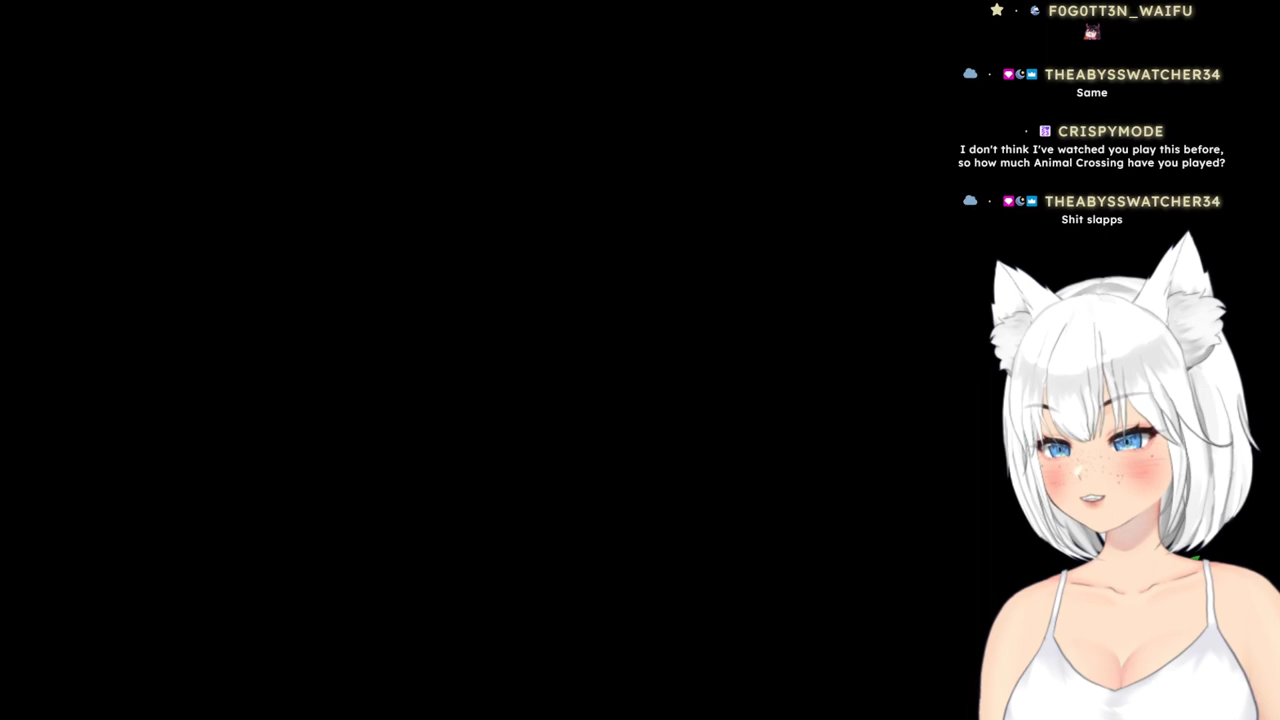 F0G0TT3N_WAIFU
THEABYSSWATCHER34
Same
CRISPYMODE
I don't think I've watched you play this before,
so how much Animal Crossing have you played?
THEABYSSWATCHER34
Shit slapps